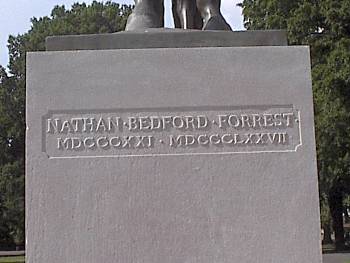 NATHAN · BEDFORD · FORREST
MDCCCXXI · MDCCCLXXVII